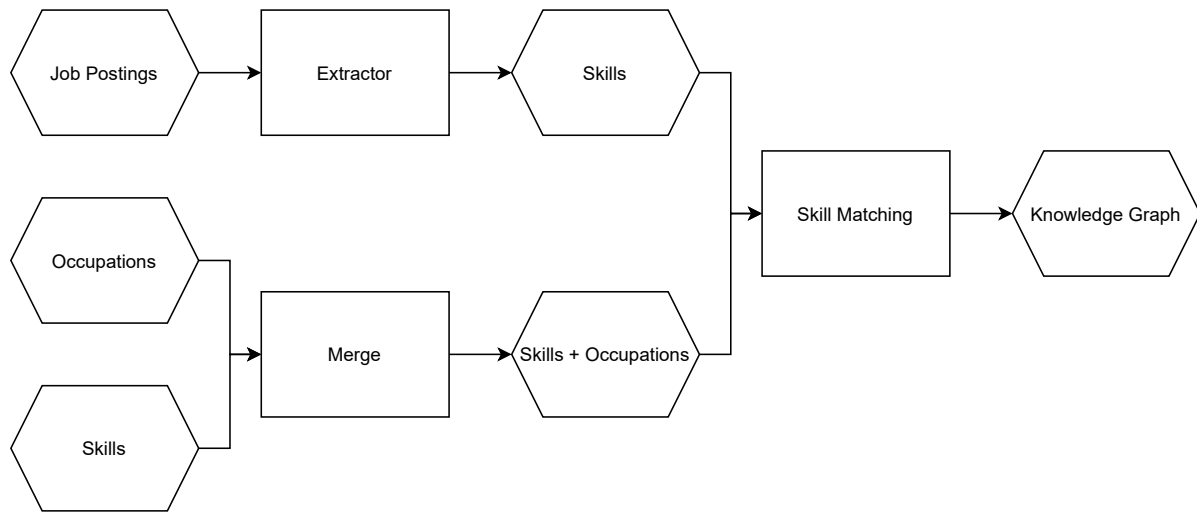 Job Postings
Extractor
Skills
Occupations
Skill Matching
Knowledge Graph
Merge
Skills + Occupations
Skills